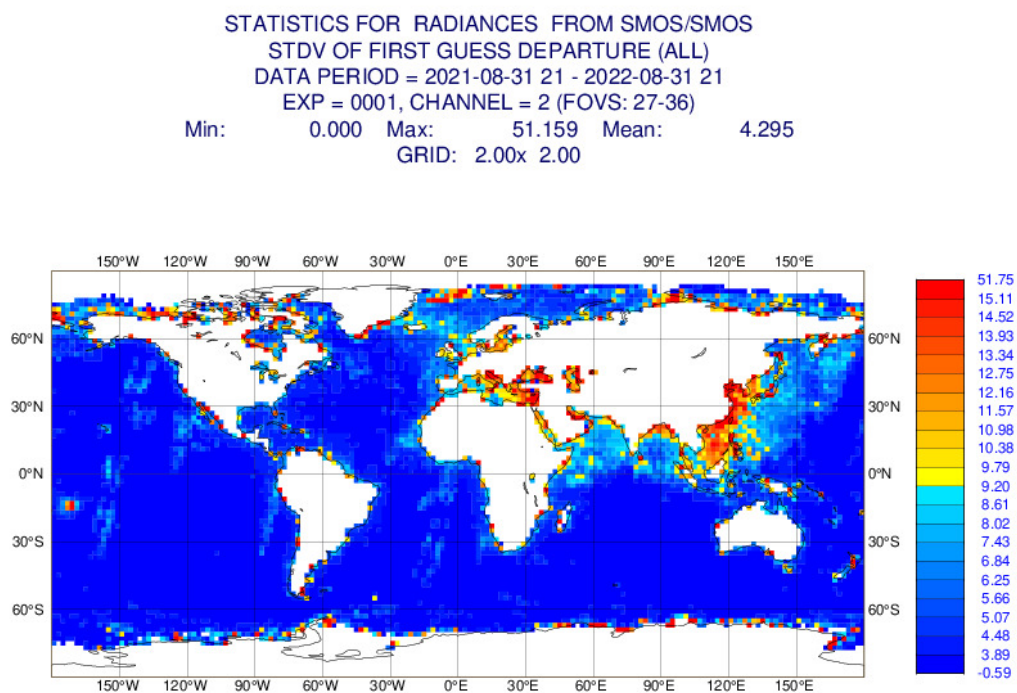 STATISTICS FOR RADIANCES FROM SMOS/SMOS
STDV OF FIRST GUESS DEPARTURE (ALL)
DATA PERIOD = 2021-08-31 21 - 2022-08-31 21
EXP = 0001, CHANNEL = 2 (FOVS: 27-36)
Min: 0.000 Max: 51.159 Mean: 4.295
GRID: 2.00x 2.00
150°W 120°W 90°W 60°W 30°W 0°E 30°E 60°E 90°E 120°E 150°E
60°N 60°N
30°N 30°N
0°N 0°N
30°S 30°S
60°S 60°S
150°W 120°W 90°W 60°W 30°W 0°E 30°E 60°E 90°E 120°E 150°E
51.75
15.11
14.52
13.93
13.34
12.75
12.16
11.57
10.98
10.38
9.79
9.20
8.61
8.02
7.43
6.84
6.25
5.66
5.07
4.48
3.89
-0.59